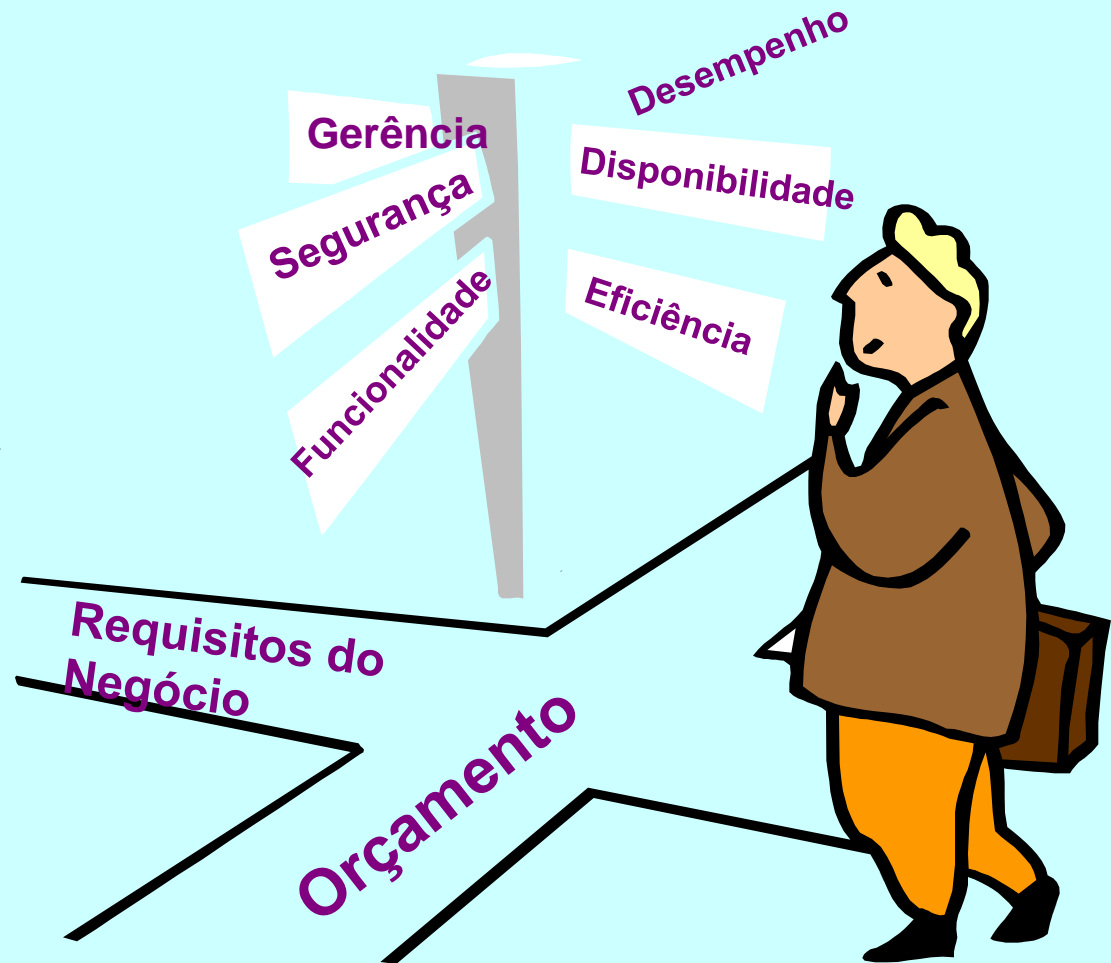 Desempenho
Gerência
Disponibilidade
Segurança
Eficiência
Funcionalidade
Requisitos do
Negócio
Orçamento